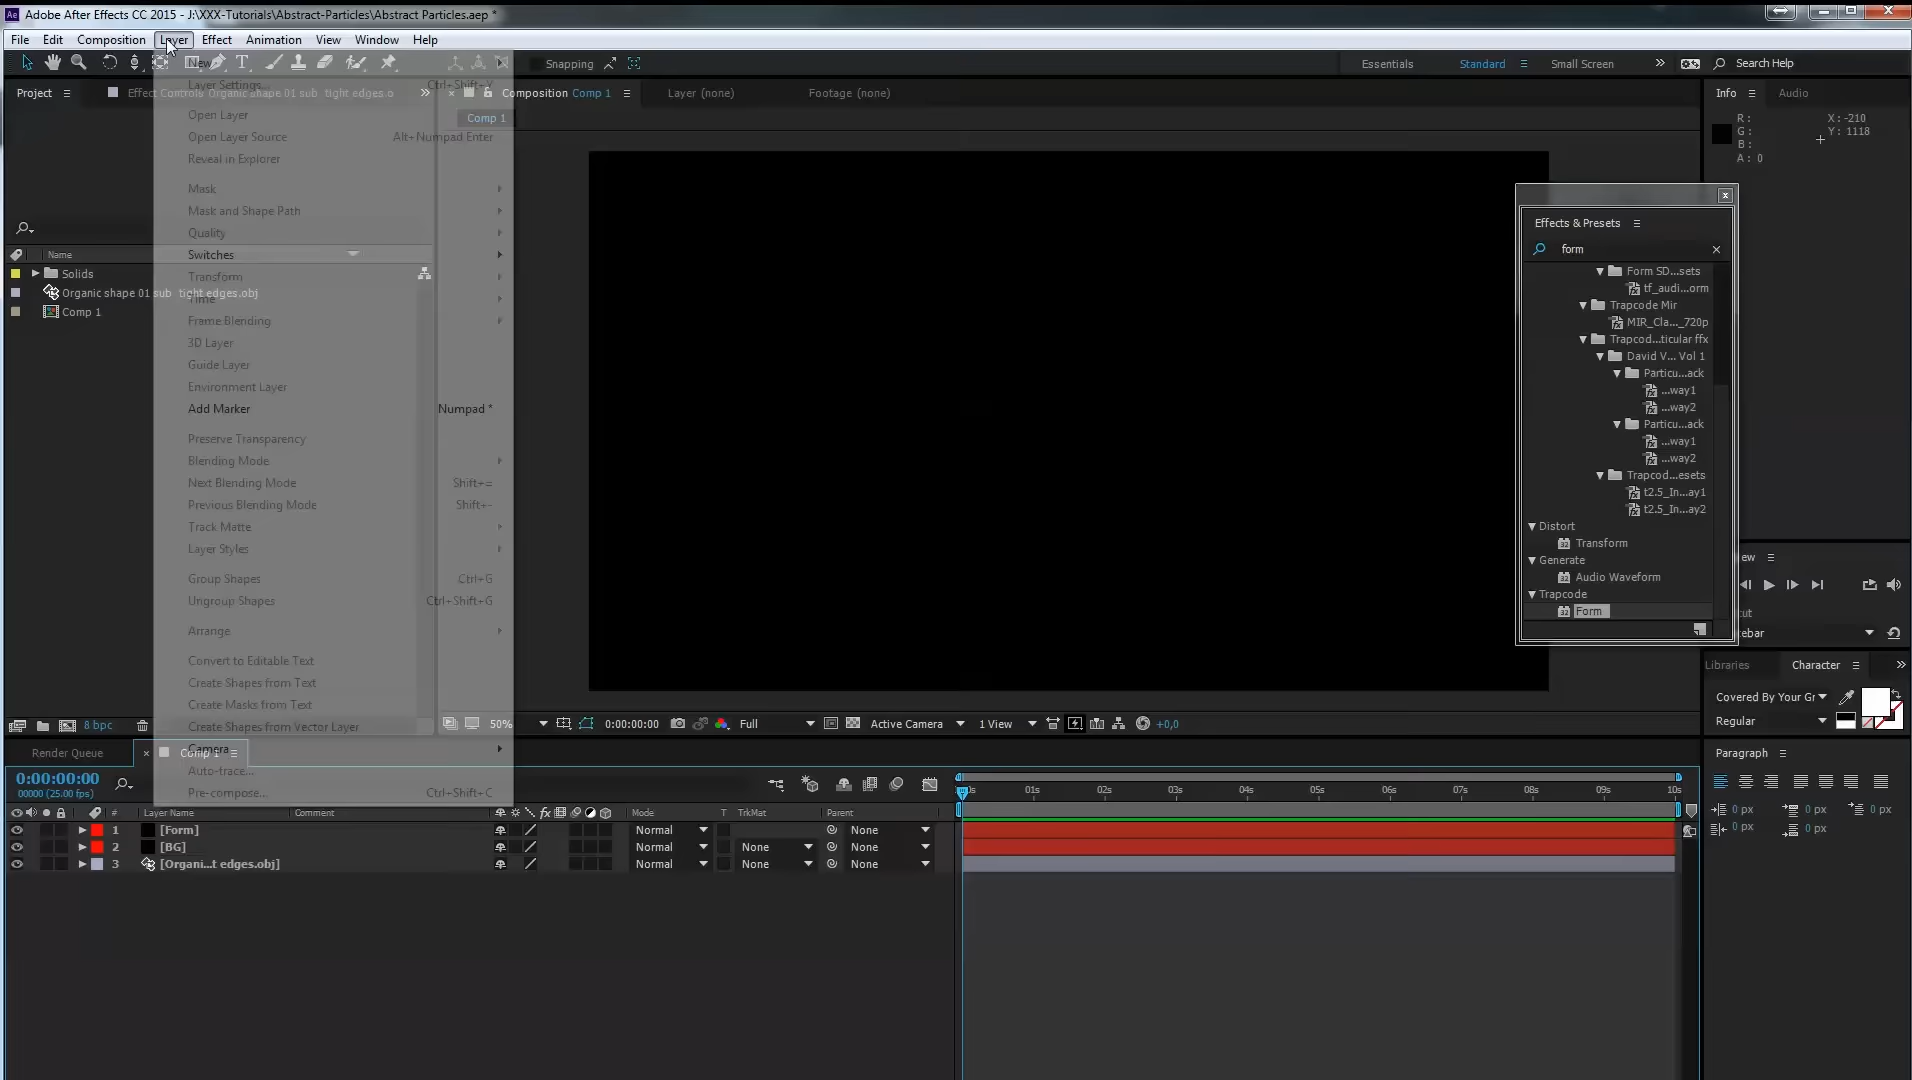 Adobe After Effects CC 2015 - J:\XXX-Tutorials\Abstract-Particles\Abstract Particles.aep *
File Edit Composition Layer Effect Animation View Window Help
Snapping Essentials Standard Small Screen » Search Help
Project Effect Controls Organic shape 01 sub tight edges.o » Composition Comp 1 Layer (none) Footage (none) Info Audio
Comp 1
R :
G :
B :
A : 0
X : -210
Y : 1118
New
Layer Settings... Ctrl+Shift+Y
Open Layer
Open Layer Source Alt+Numpad Enter
Reveal in Explorer
Mask
Mask and Shape Path
Quality
Switches
Transform
Time
Frame Blending
3D Layer
Guide Layer
Environment Layer
Add Marker Numpad *
Preserve Transparency
Blending Mode
Next Blending Mode Shift+=
Previous Blending Mode Shift+-
Track Matte
Layer Styles
Group Shapes Ctrl+G
Ungroup Shapes Ctrl+Shift+G
Arrange
Convert to Editable Text
Create Shapes from Text
Create Masks from Text
Create Shapes from Vector Layer
Camera
Auto-trace...
Pre-compose... Ctrl+Shift+C
Name
Solids
Organic shape 01 sub tight edges.obj
Comp 1
8 bpc
Effects & Presets
form
Form SD...sets
tf_audi...orm
Trapcode Mir
MIR_Cla..._720p
Trapcod...ticular ffx
David V... Vol 1
Particu...ack
...way1
...way2
Particu...ack
...way1
...way2
Trapcod...esets
t2.5_In...ay1
t2.5_In...ay2
Distort
Transform
Generate
Audio Waveform
Trapcode
Form
ew
cut
ebar
50% 0:00:00:00 Full Active Camera 1 View +0,0
Libraries Character »
Covered By Your Gr
Regular
Paragraph
0 px 0 px 0 px
0 px 0 px
Render Queue Comp 1
0:00:00:00
00000 (25.00 fps)
0s 01s 02s 03s 04s 05s 06s 07s 08s 09s 10s
# Layer Name Comment fx Mode T TrkMat Parent
1 [Form] Normal None
2 [BG] Normal None None
3 [Organi...t edges.obj] Normal None None